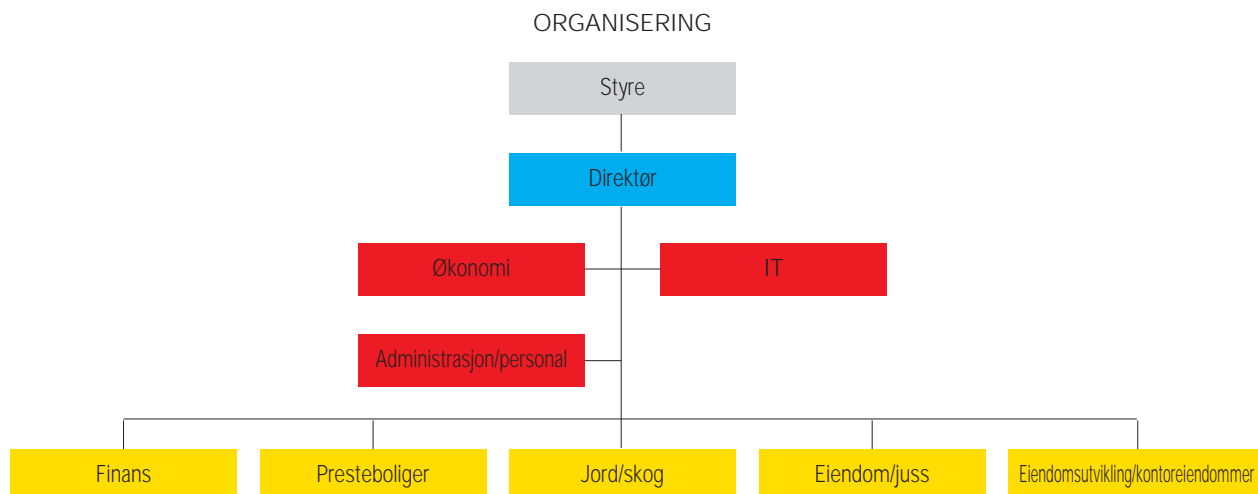 ORGANISERING
Styre
Direktør
Økonomi
IT
Administrasjon/personal
Finans
Presteboliger
Jord/skog
Eiendom/juss
Eiendomsutvikling/kontoreiendommer